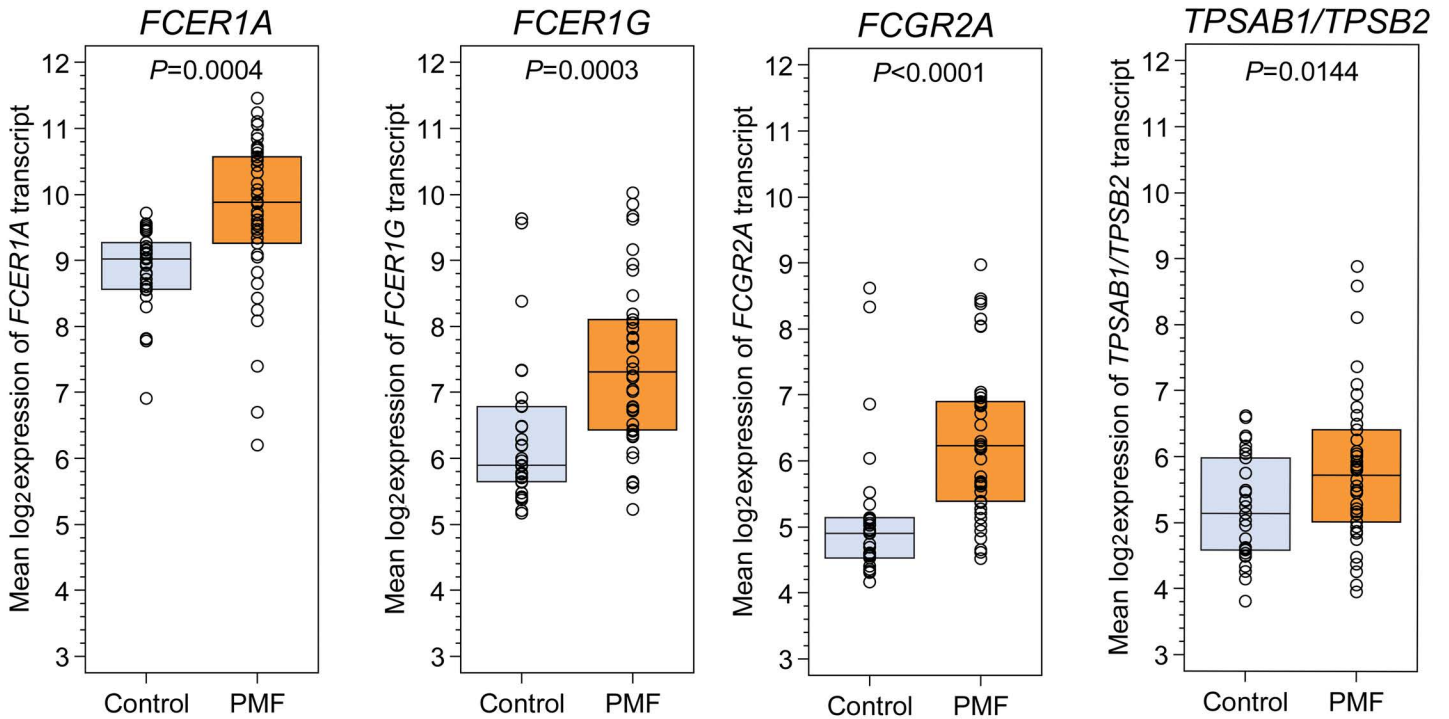 FCER1A
P=0.0004
Mean log2expression of FCER1A transcript
12
11
10
9
8
7
6
5
4
3
Control
PMF
FCER1G
P=0.0003
Mean log2expression of FCER1G transcript
12
11
10
9
8
7
6
5
4
3
Control
PMF
FCGR2A
P<0.0001
Mean log2expression of FCGR2A transcript
12
11
10
9
8
7
6
5
4
3
Control
PMF
TPSAB1/TPSB2
P=0.0144
Mean log2expression of TPSAB1/TPSB2 transcript
12
11
10
9
8
7
6
5
4
3
Control
PMF